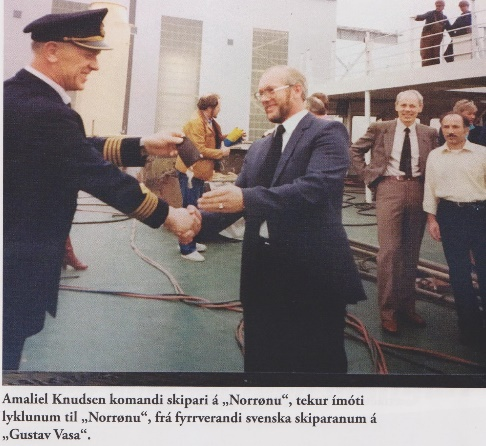 Amaliel Knudsen komandi skipari á „Norrønu“, tekur ímóti
lyklunum til „Norrønu“, frá fyrrverandi svenska skiparanum á
„Gustav Vasa“.